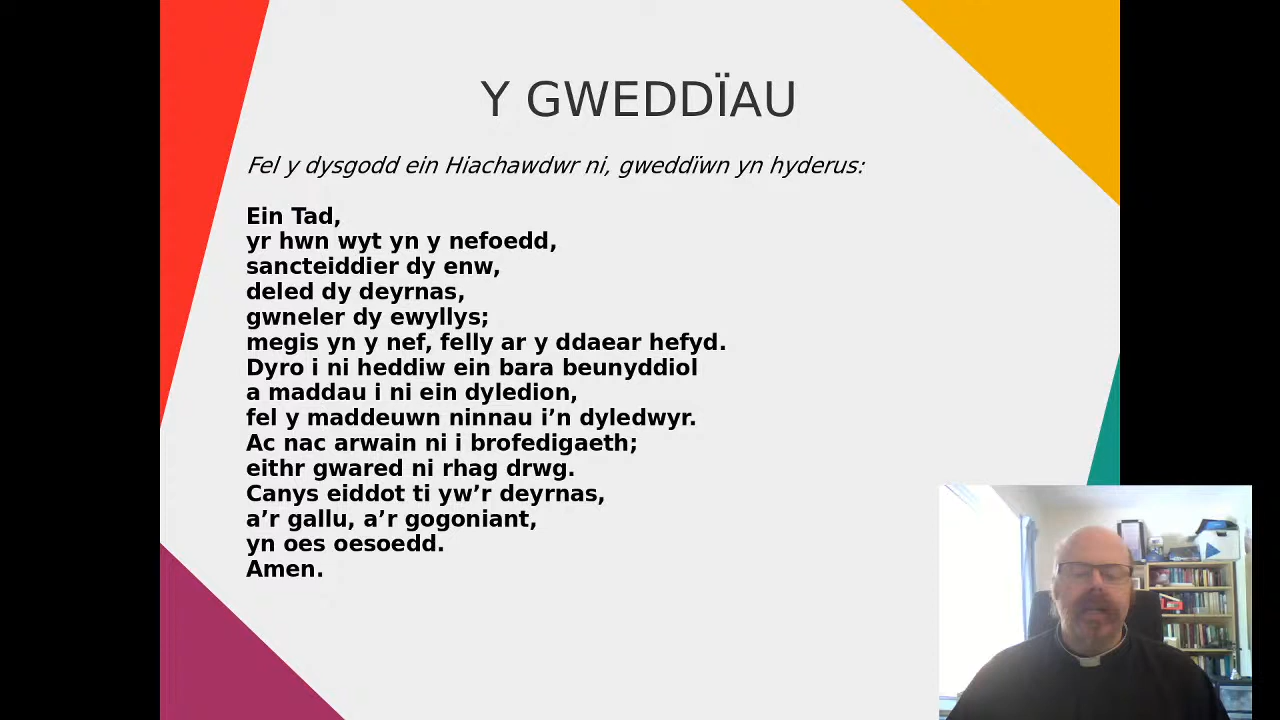 Y GWEDDÏAU
Fel y dysgodd ein Hiachawdwr ni, gweddïwn yn hyderus:
Ein Tad,
yr hwn wyt yn y nefoedd,
sancteiddier dy enw,
deled dy deyrnas,
gwneler dy ewyllys;
megis yn y nef, felly ar y ddaear hefyd.
Dyro i ni heddiw ein bara beunyddiol
a maddau i ni ein dyledion,
fel y maddeuwn ninnau i’n dyledwyr.
Ac nac arwain ni i brofedigaeth;
eithr gwared ni rhag drwg.
Canys eiddot ti yw’r deyrnas,
a’r gallu, a’r gogoniant,
yn oes oesoedd.
Amen.